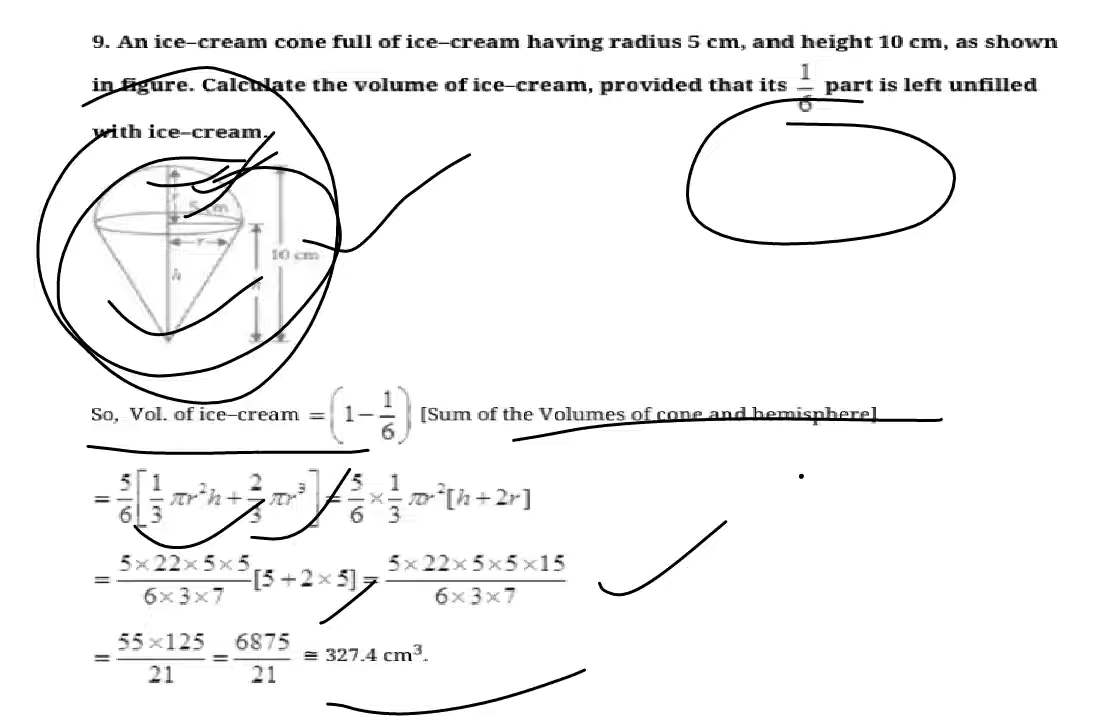 9. An ice-cream cone full of ice-cream having radius 5 cm, and height 10 cm, as shown
in figure. Calculate the volume of ice-cream, provided that its 1/6 part is left unfilled
with ice-cream.
r
5 cm
r
10 cm
h
h
So, Vol. of ice-cream = (1 - 1/6) [Sum of the Volumes of cone and hemisphere]
= 5/6 [1/3 πr²h + 2/3 πr³] = 5/6 × 1/3 πr²[h + 2r]
= 5×22×5×5/6×3×7 [5 + 2 × 5] = 5×22×5×5×15/6×3×7
= 55×125/21 = 6875/21 ≅ 327.4 cm³.